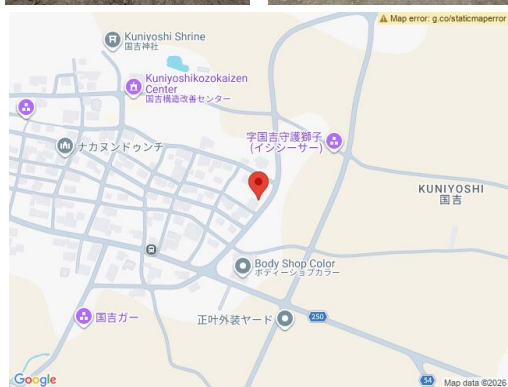 Map error: g.co/staticmaperror
Kuniyoshi Shrine
国吉神社
Kuniyoshikozokaizen
Center
国吉構造改善センター
字国吉守護獅子
(イシシーサー)
ナカヌンドゥンチ
KUNIYOSHI
国吉
Body Shop Color
ボディーショップカラー
国吉ガー
正叶外装ヤード
250
54
Google
Map data ©2026